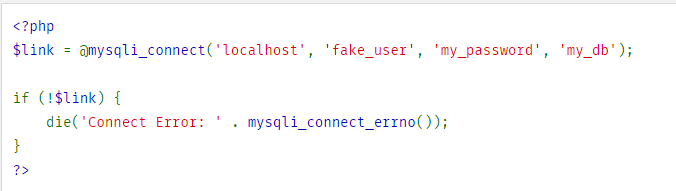 <?php
$link = @mysqli_connect('localhost', 'fake_user', 'my_password', 'my_db');
if (!$link) {
    die('Connect Error: ' . mysqli_connect_errno());
}
?>